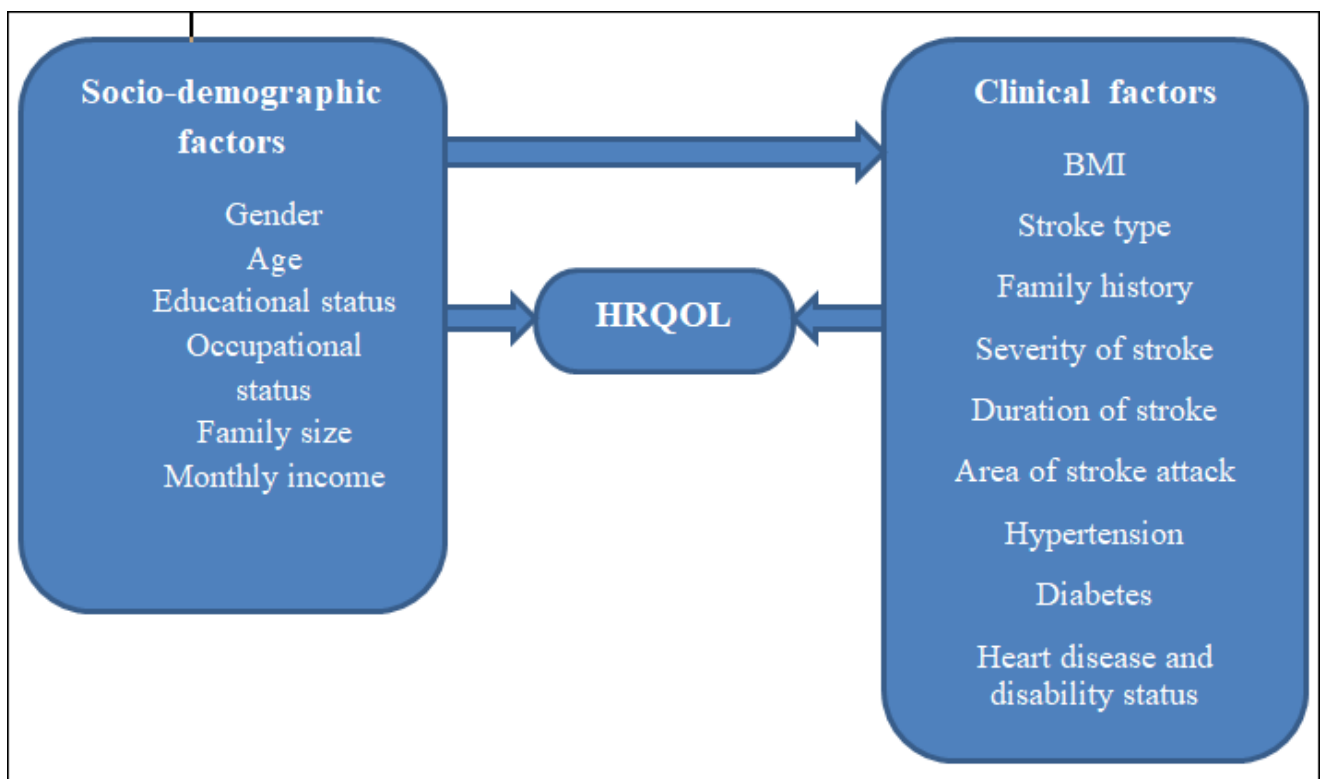 Socio-demographic
factors
Gender
Age
Educational status
Occupational
status
Family size
Monthly income
HRQOL
Clinical factors
BMI
Stroke type
Family history
Severity of stroke
Duration of stroke
Area of stroke attack
Hypertension
Diabetes
Heart disease and
disability status